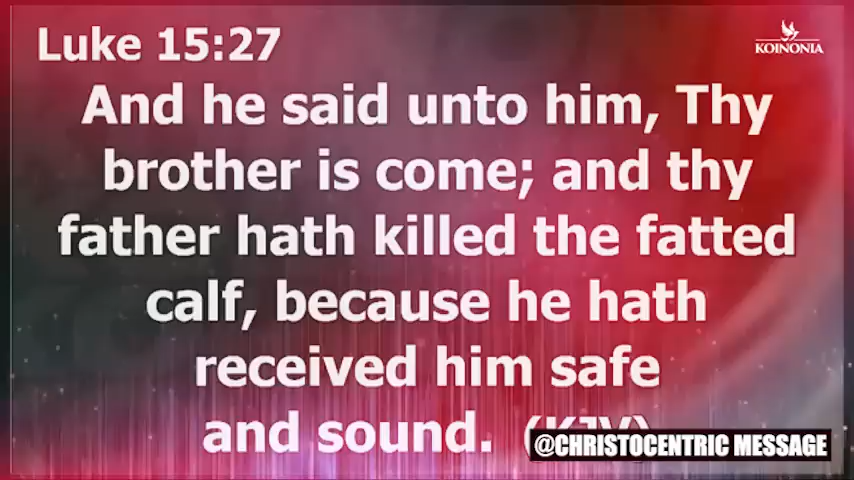 Luke 15:27
KOINONIA
And he said unto him, Thy
brother is come; and thy
father hath killed the fatted
calf, because he hath
received him safe
and sound. (KJV)
@CHRISTOCENTRIC MESSAGE